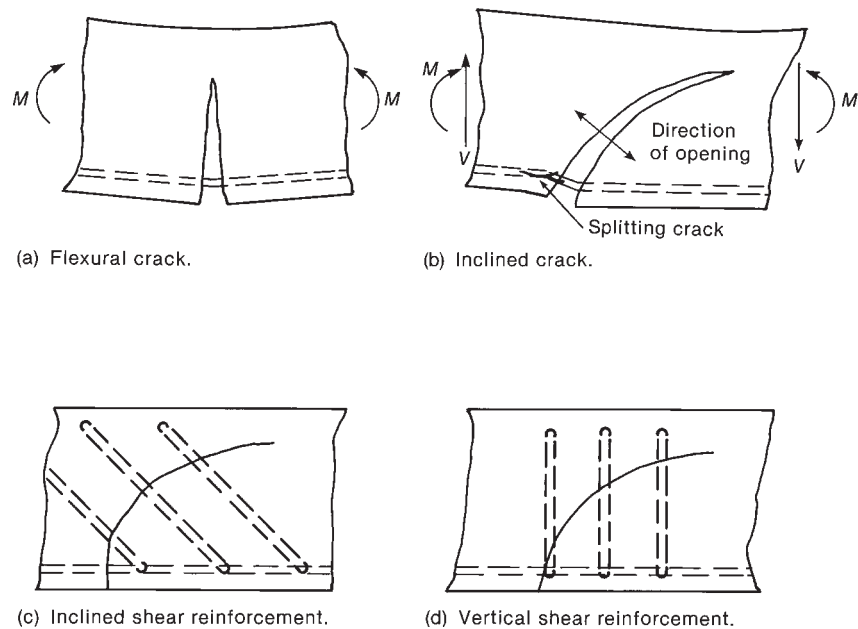 M
M
(a) Flexural crack.
M
V
Direction
of opening
V
M
Splitting crack
(b) Inclined crack.
(c) Inclined shear reinforcement.
(d) Vertical shear reinforcement.